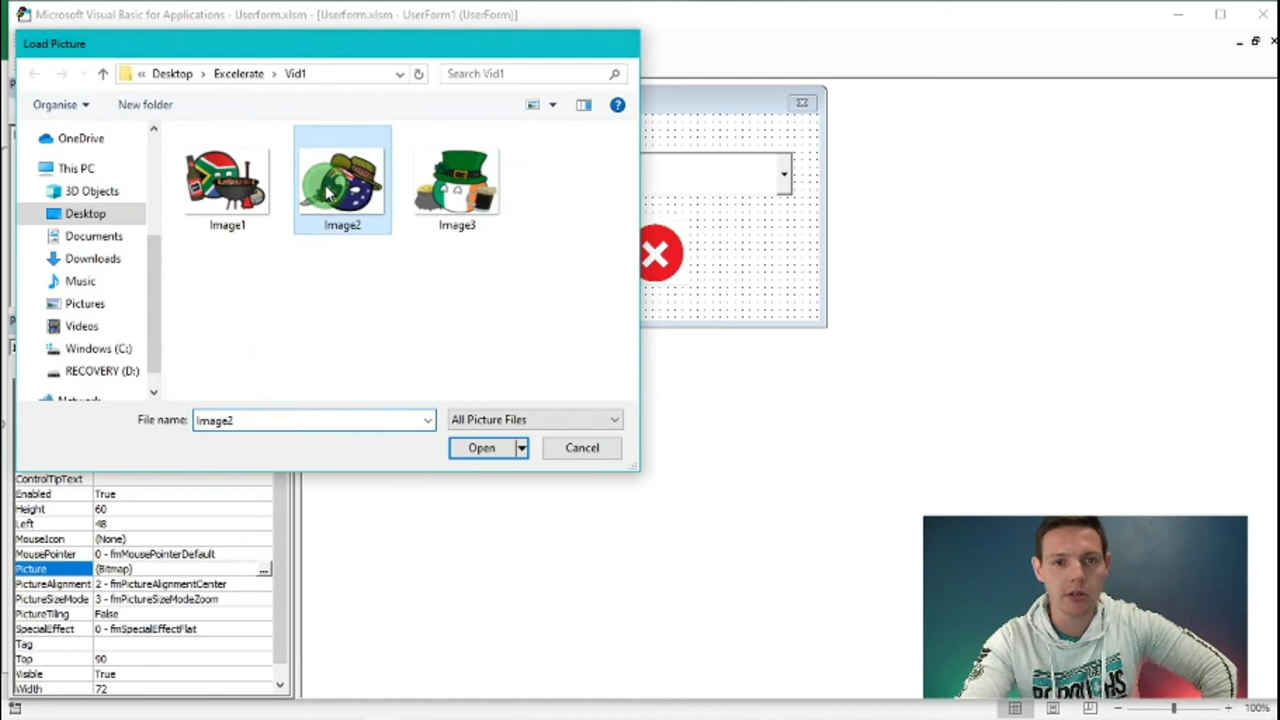 Microsoft Visual Basic for Applications - Userform.xlsm - [Userform.xlsm - UserForm1 (UserForm)]
Load Picture
« Desktop › Excelerate › Vid1
Search Vid1
Organise
New folder
OneDrive
This PC
3D Objects
Desktop
Documents
Downloads
Music
Pictures
Videos
Windows (C:)
RECOVERY (D:)
Network
Image1
Image2
Image3
File name: Image2
All Picture Files
Open
Cancel
ControlTipText
Enabled True
Height 60
Left 48
MouseIcon (None)
MousePointer 0 - fmMousePointerDefault
Picture (Bitmap) ...
PictureAlignment 2 - fmPictureAlignmentCenter
PictureSizeMode 3 - fmPictureSizeModeZoom
PictureTiling False
SpecialEffect 0 - fmSpecialEffectFlat
Tag
Top 90
Visible True
Width 72
BOROUGHS
100%